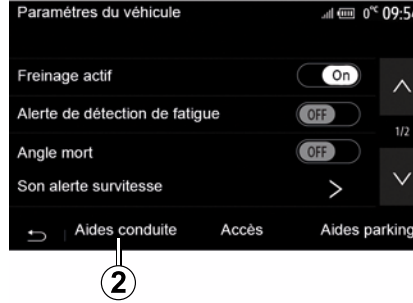 Paramètres du véhicule 0°C 09:5
Freinage actif On
Alerte de détection de fatigue OFF
1/2
Angle mort OFF
Son alerte survitesse >
Aides conduite Accès Aides parking
2